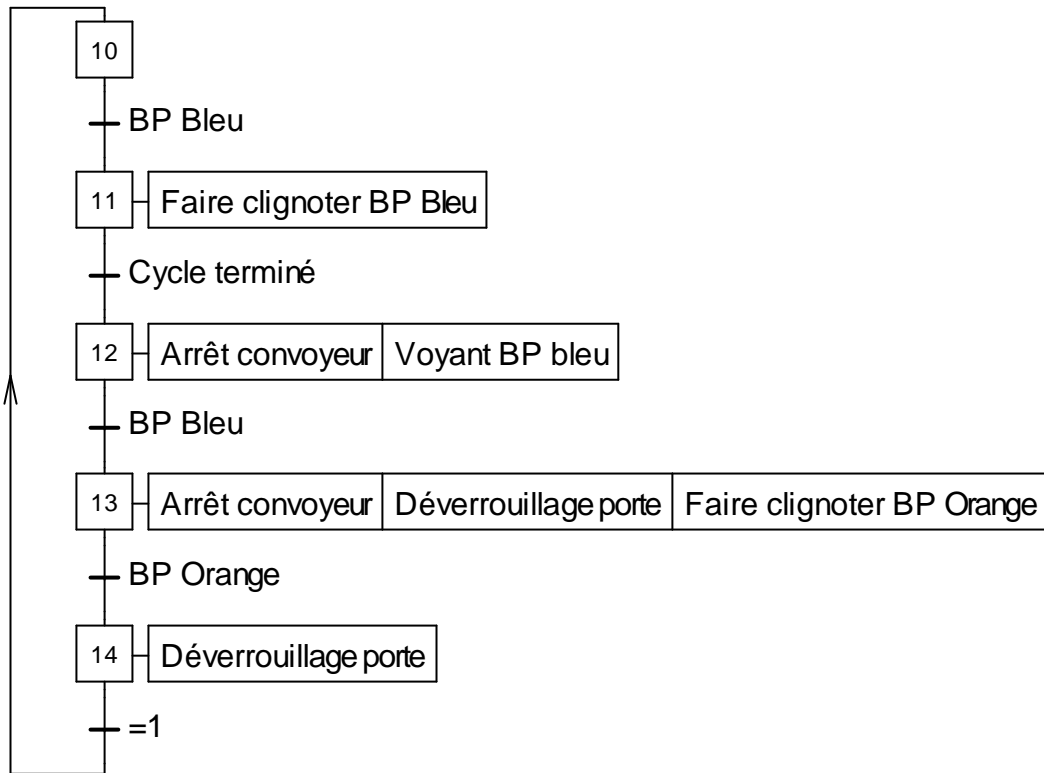 10
BP Bleu
11 Faire clignoter BP Bleu
Cycle terminé
12 Arrêt convoyeur Voyant BP bleu
BP Bleu
13 Arrêt convoyeur Déverrouillage porte Faire clignoter BP Orange
BP Orange
14 Déverrouillage porte
=1